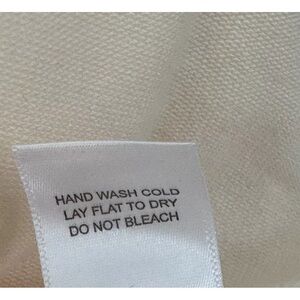 HAND WASH COLD
LAY FLAT TO DRY
DO NOT BLEACH